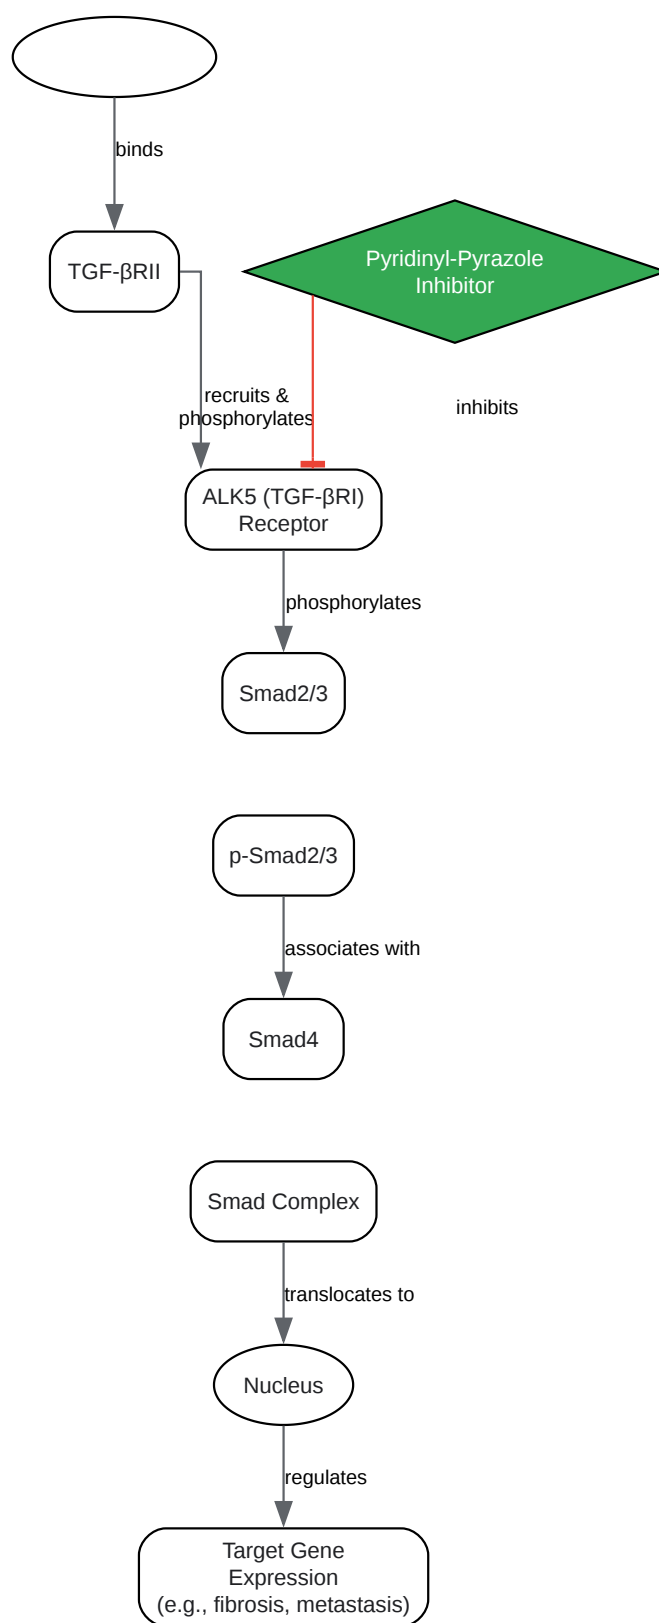 binds
TGF-βRII
Pyridinyl-Pyrazole
Inhibitor
recruits &
phosphorylates
inhibits
ALK5 (TGF-βRI)
Receptor
phosphorylates
Smad2/3
p-Smad2/3
associates with
Smad4
Smad Complex
translocates to
Nucleus
regulates
Target Gene
Expression
(e.g., fibrosis, metastasis)